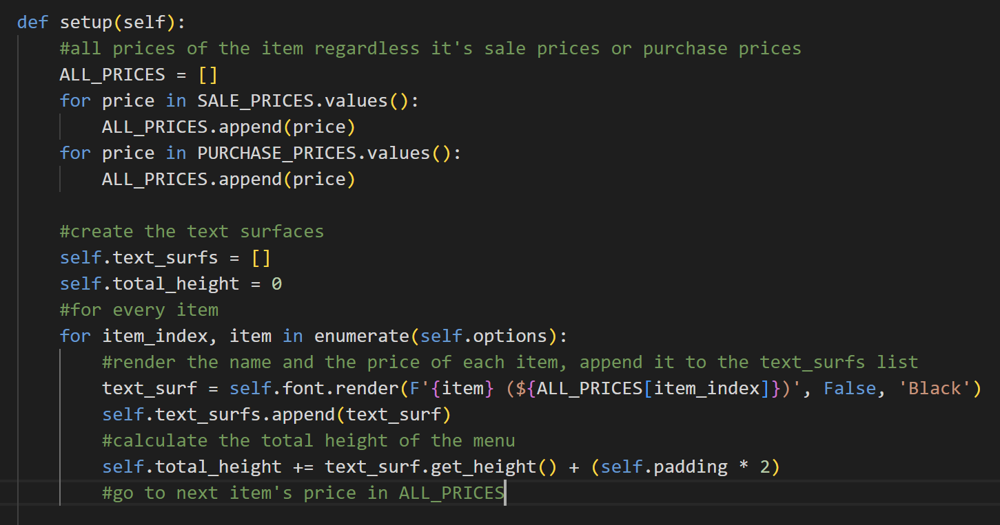 def setup(self):
    #all prices of the item regardless it's sale prices or purchase prices
    ALL_PRICES = []
    for price in SALE_PRICES.values():
        ALL_PRICES.append(price)
    for price in PURCHASE_PRICES.values():
        ALL_PRICES.append(price)

    #create the text surfaces
    self.text_surfs = []
    self.total_height = 0
    #for every item
    for item_index, item in enumerate(self.options):
        #render the name and the price of each item, append it to the text_surfs list
        text_surf = self.font.render(F'{item} (${ALL_PRICES[item_index]})', False, 'Black')
        self.text_surfs.append(text_surf)
        #calculate the total height of the menu
        self.total_height += text_surf.get_height() + (self.padding * 2)
        #go to next item's price in ALL_PRICES